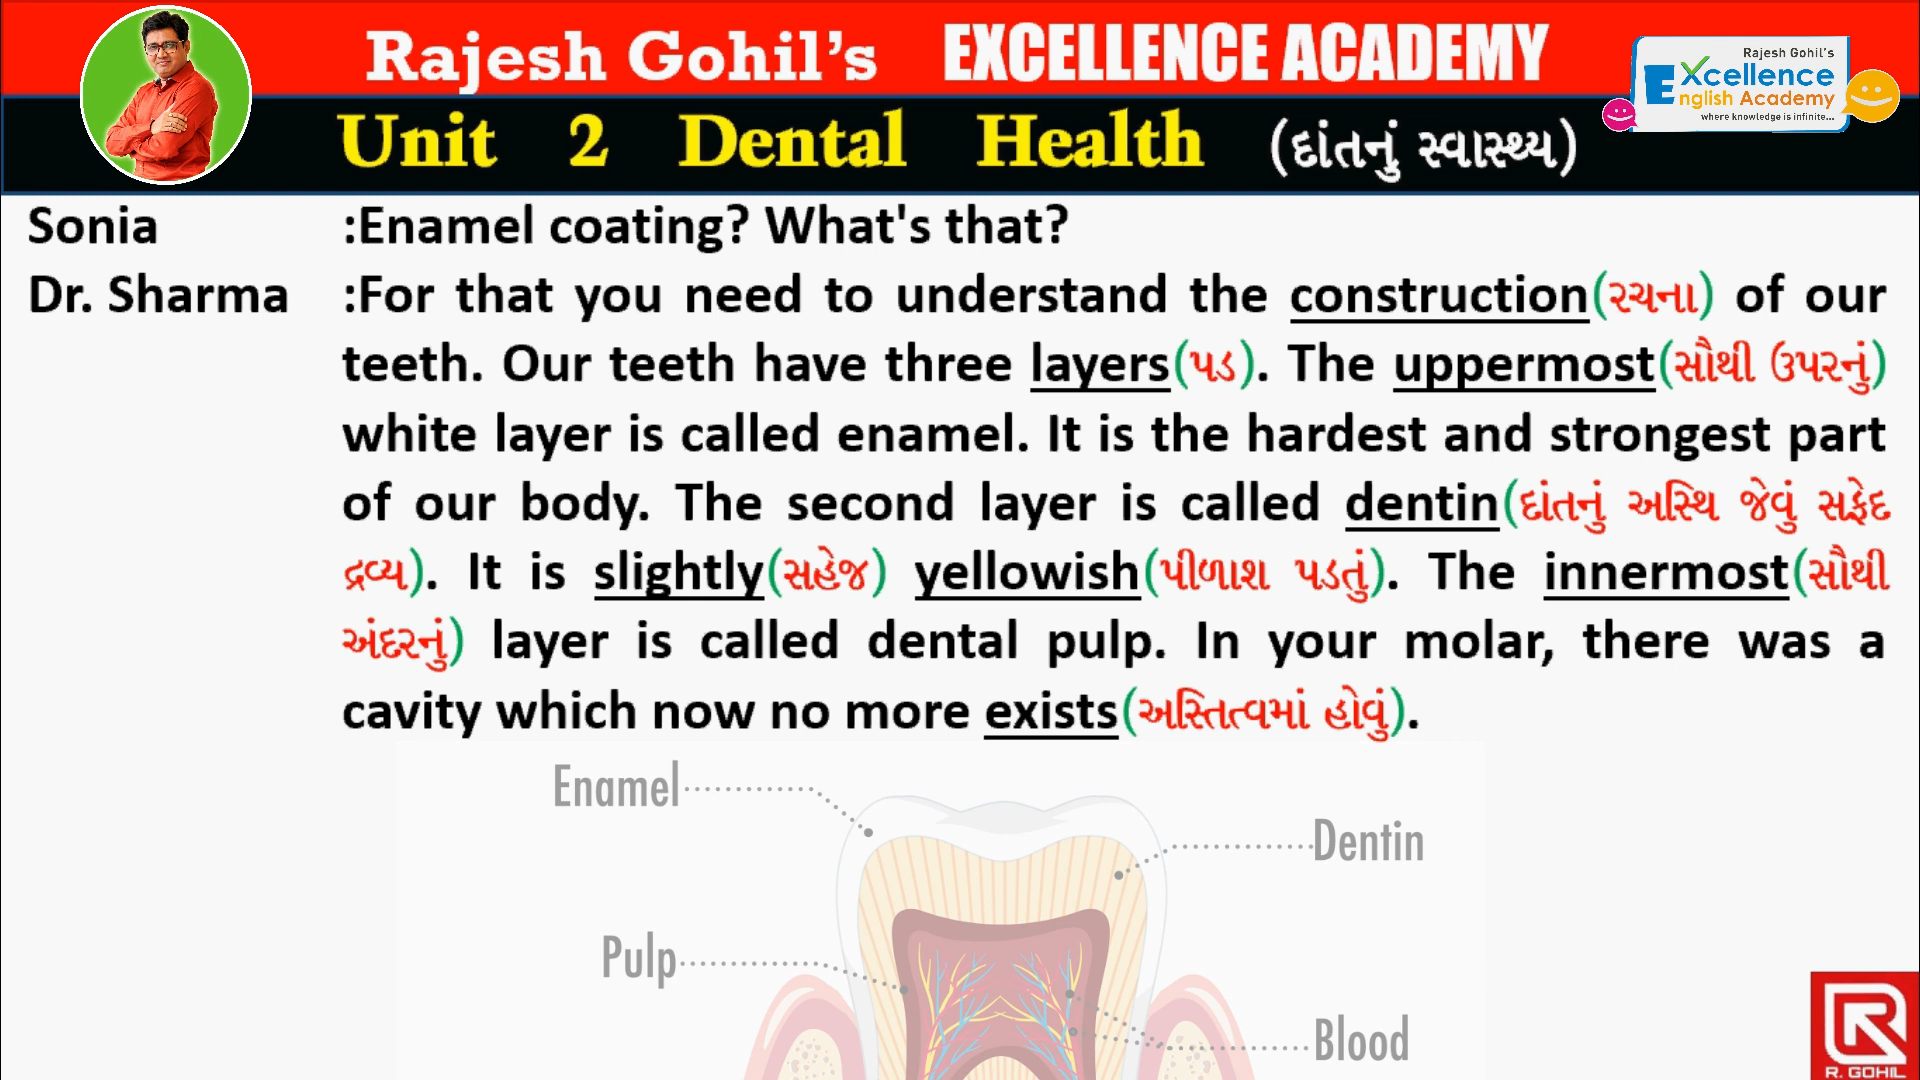 Rajesh Gohil's EXCELLENCE ACADEMY
Rajesh Gohil's
Excellence
English Academy
where knowledge is infinite...
Unit 2 Dental Health (દાંતનું સ્વાસ્થ્ય)
Sonia :Enamel coating? What's that?
Dr. Sharma :For that you need to understand the construction(રચના) of our
teeth. Our teeth have three layers(પડ). The uppermost(સૌથી ઉપરનું)
white layer is called enamel. It is the hardest and strongest part
of our body. The second layer is called dentin(દાંતનું અસ્થિ જેવું સફેદ
દ્રવ્ય). It is slightly(સહેજ) yellowish(પીળાશ પડતું). The innermost(સૌથી
અંદરનું) layer is called dental pulp. In your molar, there was a
cavity which now no more exists(અસ્તિત્વમાં હોવું).
Enamel
Dentin
Pulp
Blood
R. GOHIL